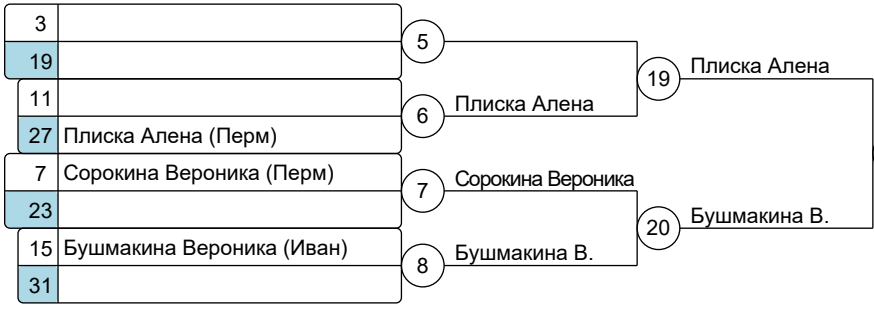 3
5
19
Плиска Алена
19
11
6
Плиска Алена
27 Плиска Алена (Перм)
7 Сорокина Вероника (Перм)
7
Сорокина Вероника
23
20
Бушмакина В.
15 Бушмакина Вероника (Иван)
8
Бушмакина В.
31